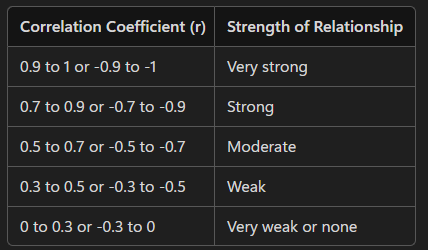 Correlation Coefficient (r) Strength of Relationship
0.9 to 1 or -0.9 to -1 Very strong
0.7 to 0.9 or -0.7 to -0.9 Strong
0.5 to 0.7 or -0.5 to -0.7 Moderate
0.3 to 0.5 or -0.3 to -0.5 Weak
0 to 0.3 or -0.3 to 0 Very weak or none